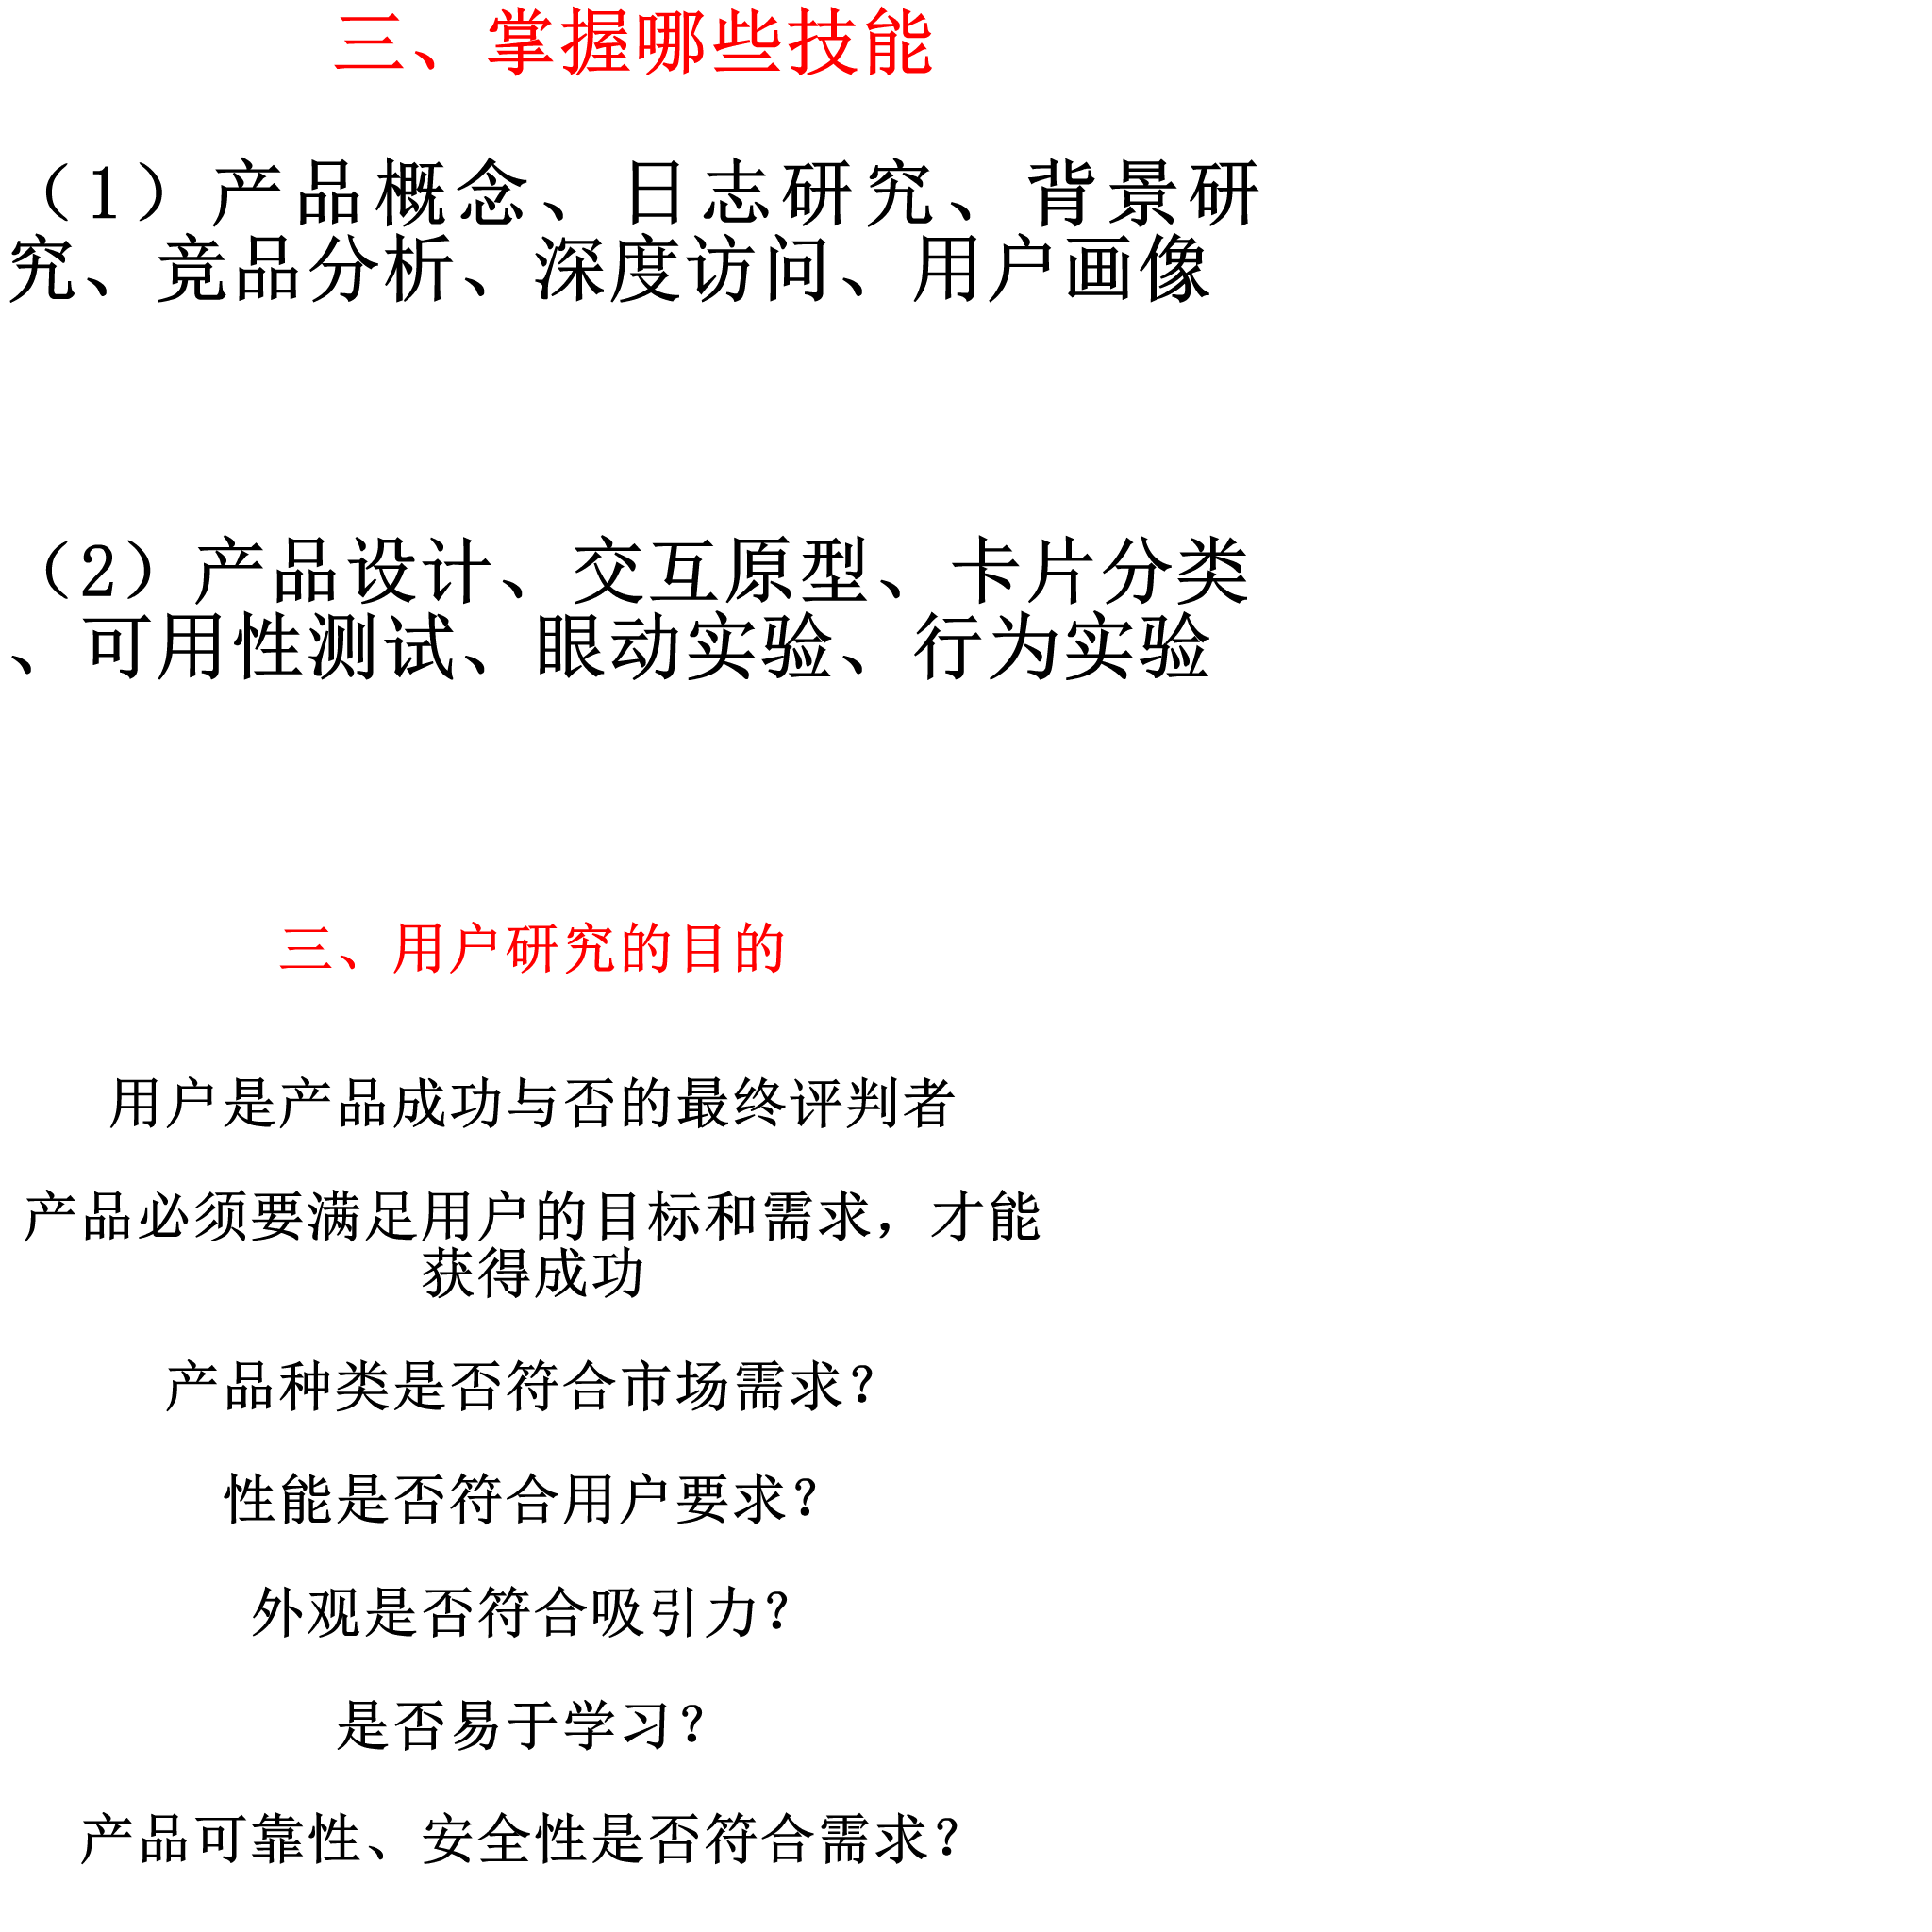 三、掌握哪些技能
（1）产品概念、日志研究、背景研
究、竞品分析、深度访问、用户画像
（2）产品设计、交互原型、卡片分类
、可用性测试、眼动实验、行为实验
三、用户研究的目的
用户是产品成功与否的最终评判者
产品必须要满足用户的目标和需求，才能
获得成功
产品种类是否符合市场需求？
性能是否符合用户要求？
外观是否符合吸引力？
是否易于学习？
产品可靠性、安全性是否符合需求？